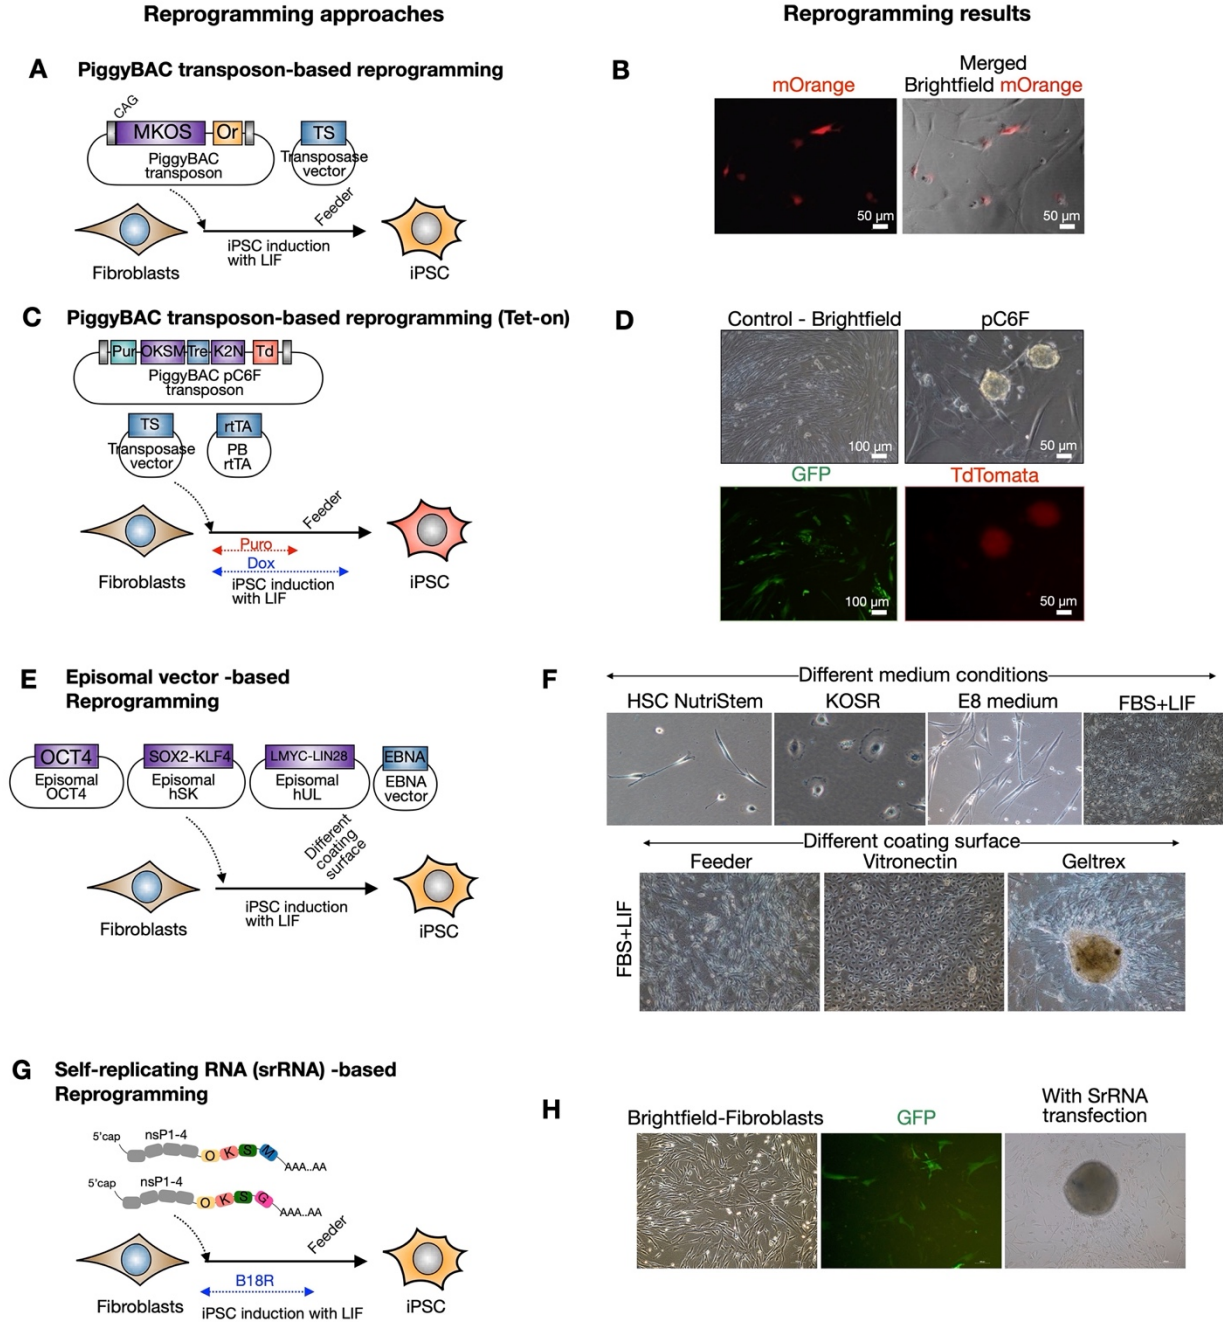 Reprogramming approaches
Reprogramming results
A
PiggyBAC transposon-based reprogramming
CAG
MKOS
Or
TS
PiggyBAC
transposon
Transposase
vector
Feeder
iPSC induction
with LIF
Fibroblasts
iPSC
B
mOrange
Merged
Brightfield mOrange
50 µm
50 µm
C
PiggyBAC transposon-based reprogramming (Tet-on)
Pur
OKSM
Tre
K2N
Td
PiggyBAC pC6F
transposon
TS
rtTA
Transposase
vector
PB
rtTA
Feeder
Puro
Dox
iPSC induction
with LIF
Fibroblasts
iPSC
D
Control - Brightfield
pC6F
100 µm
50 µm
GFP
TdTomata
100 µm
50 µm
E
Episomal vector -based
Reprogramming
OCT4
SOX2-KLF4
LMYC-LIN28
EBNA
Episomal
OCT4
Episomal
hSK
Episomal
hUL
EBNA
vector
Different
coating
surface
iPSC induction
with LIF
Fibroblasts
iPSC
F
Different medium conditions
HSC NutriStem
KOSR
E8 medium
FBS+LIF
Different coating surface
Feeder
Vitronectin
Geltrex
FBS+LIF
G
Self-replicating RNA (srRNA) -based
Reprogramming
5'cap
nsP1-4
O
K
S
M
AAA..AA
5'cap
nsP1-4
O
K
S
G
AAA..AA
Feeder
B18R
iPSC induction with LIF
Fibroblasts
iPSC
H
Brightfield-Fibroblasts
GFP
With SrRNA
transfection